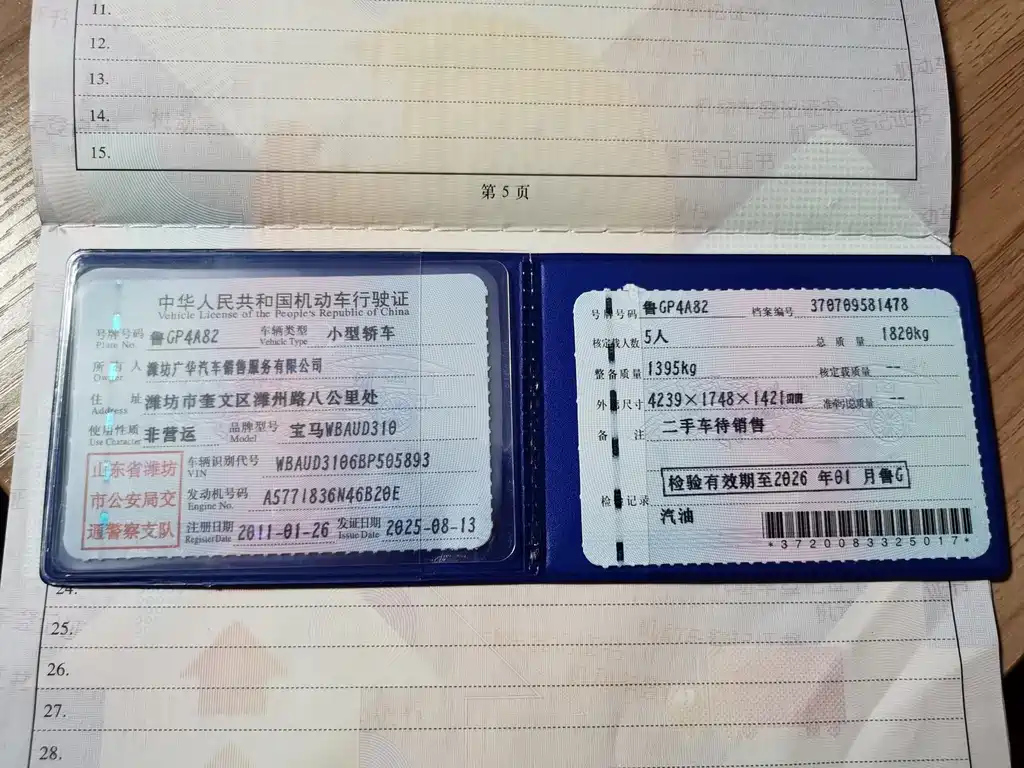 11.
12.
13.
14.
15.
第 5 页
中华人民共和国机动车行驶证
Vehicle License of the People's Republic of China
号牌号码 鲁GP4A82 车辆类型 小型轿车
Plate No. Vehicle Type
所有人 潍坊广华汽车销售服务有限公司
Owner
住址 潍坊市奎文区潍州路八公里处
Address
使用性质 非营运 品牌型号 宝马WBAUD310
Use Character Model
山东省潍坊
市公安局交
通警察支队
车辆识别代号 WBAUD3106BP505893
VIN
发动机号码 A5771836N46B20E
Engine No.
注册日期 2011-01-26 发证日期 2025-08-13
Register Date Issue Date
号牌号码 鲁GP4A82 档案编号 370709581478
核定载人数 5人 总质量 1820kg
整备质量 1395kg 核定载质量 --
外廓尺寸 4239×1748×1421mm 准牵引总质量 --
备注 二手车待销售
检验有效期至2026 年01 月鲁G
检验记录
汽油
*3720083325017*
24.
25.
26.
27.
28.